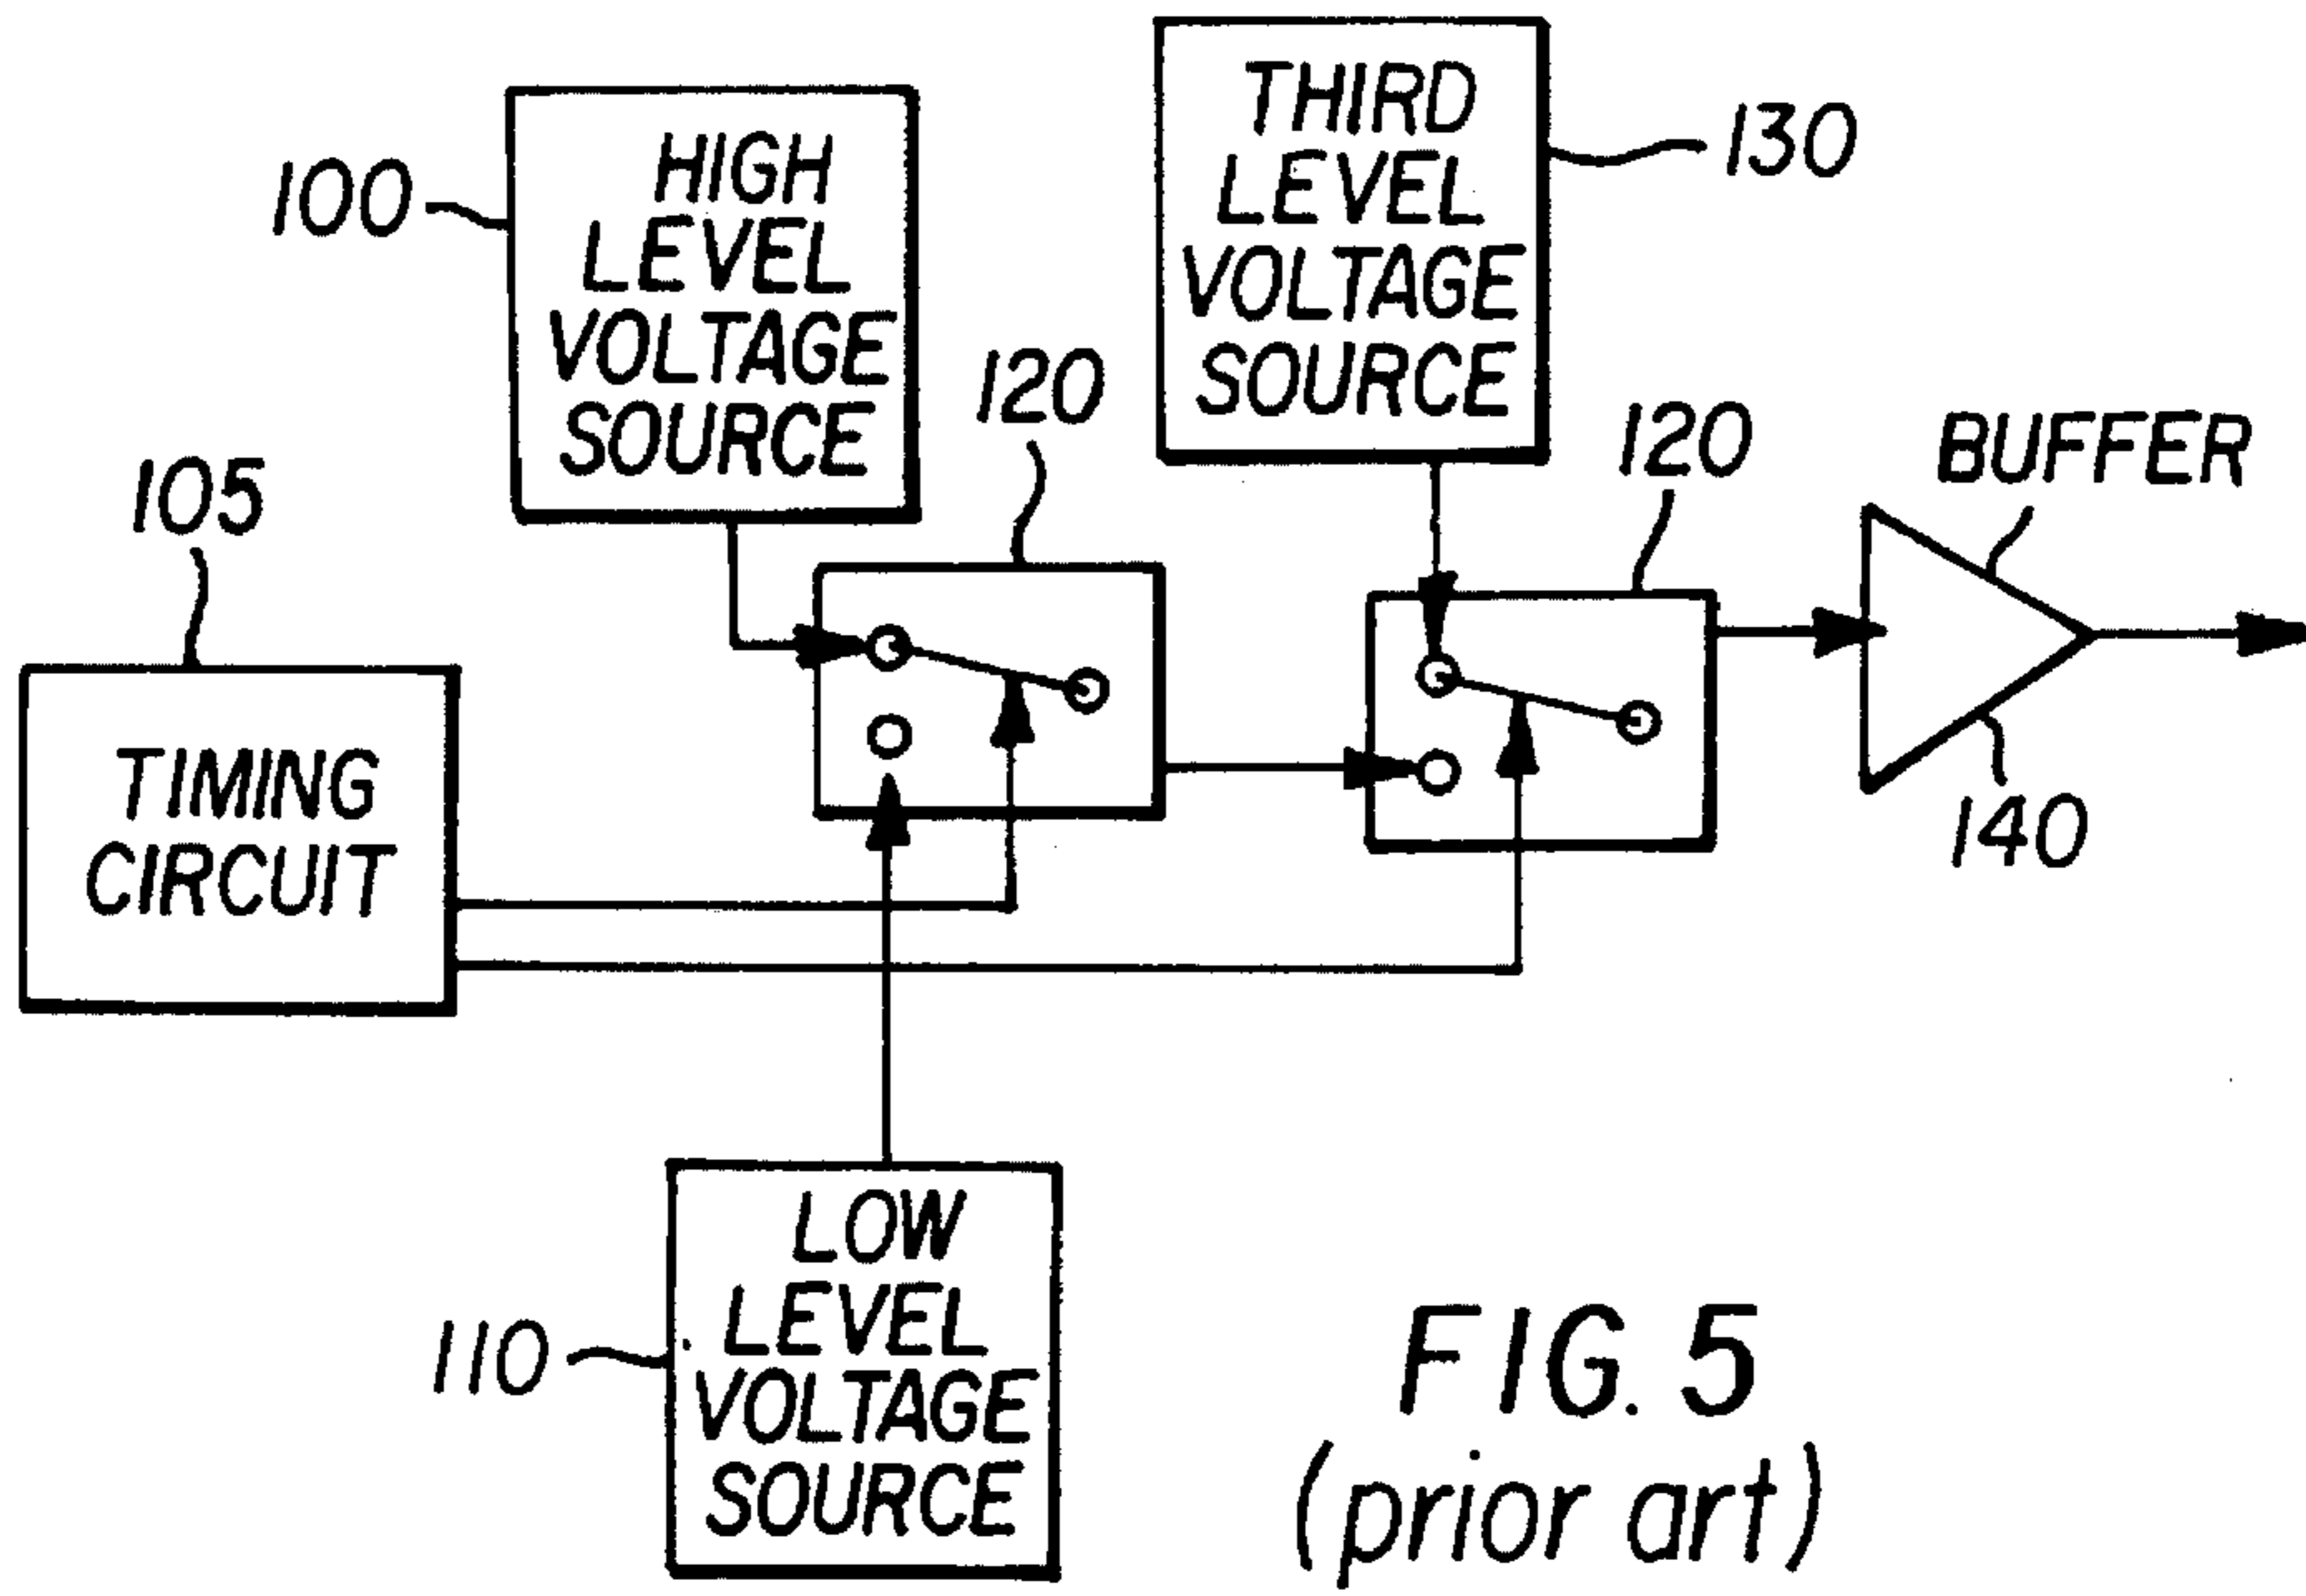 THIRD
LEVEL
VOLTAGE
SOURCE
130
HIGH
LEVEL
VOLTAGE
SOURCE
100
120
120
BUFFER
105
TIMING
CIRCUIT
140
LOW
LEVEL
VOLTAGE
SOURCE
110
FIG. 5
(prior art)